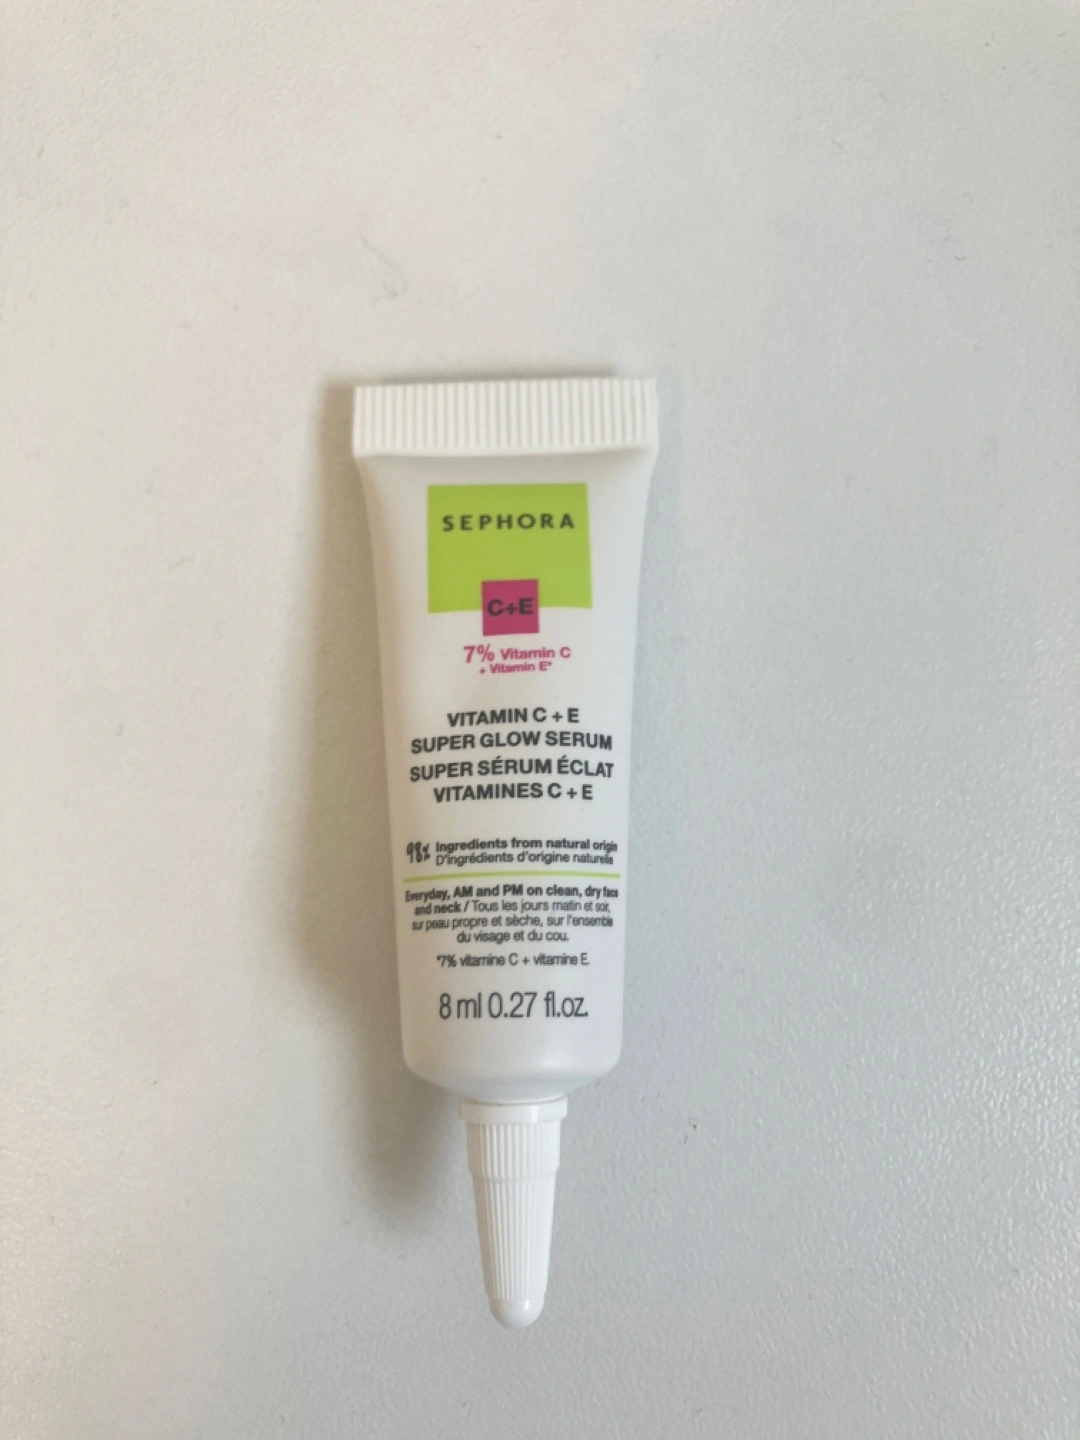 SEPHORA
C+E
7% Vitamin C
+ Vitamin E*
VITAMIN C + E
SUPER GLOW SERUM
SUPER SÉRUM ÉCLAT
VITAMINES C + E
98% Ingredients from natural origin
D'ingrédients d'origine naturelle
Everyday, AM and PM on clean, dry face
and neck / Tous les jours matin et soir,
sur peau propre et sèche, sur l'ensemble
du visage et du cou.
*7% vitamine C + vitamine E.
8 ml 0.27 fl.oz.